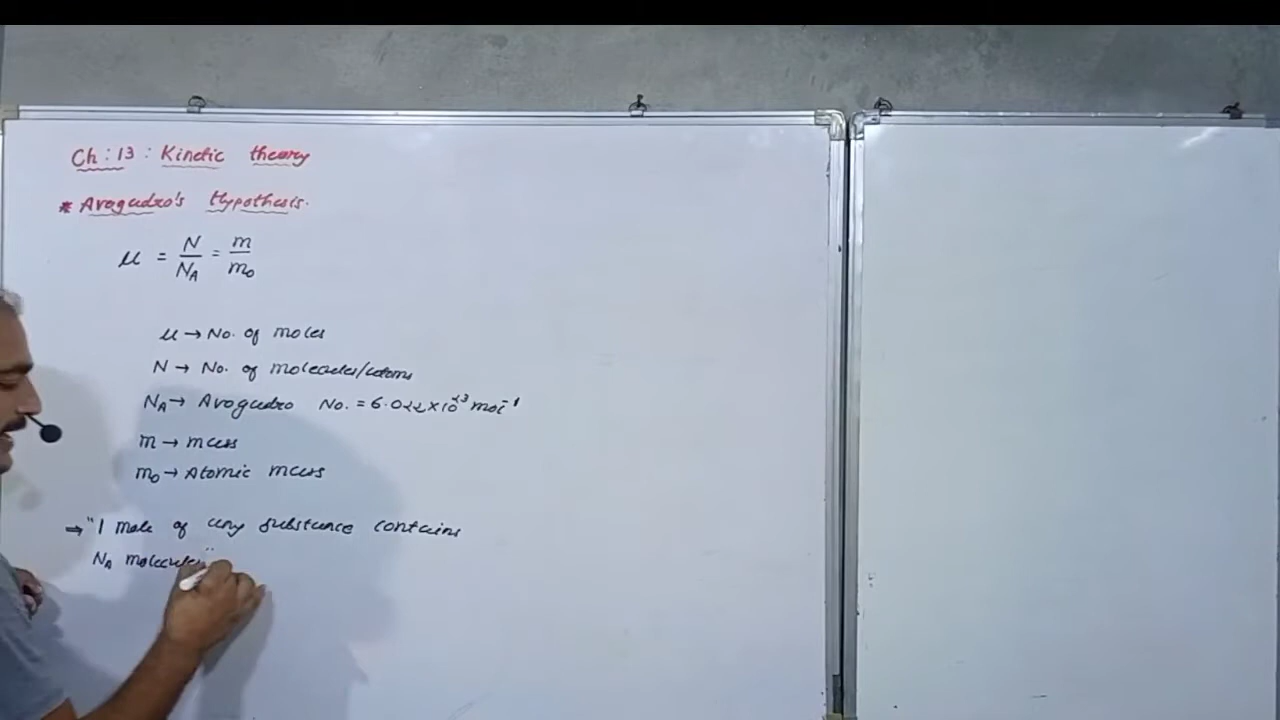 Ch : 13 : Kinetic theory
* Avogadro's Hypothesis.
μ = N/N_A = m/m₀
μ → No. of moles
N → No. of molecules/atoms
N_A → Avogadro No. = 6.022 × 10²³ mol⁻¹
m → mass
m₀ → Atomic mass
⇒ "1 mole of any substance contains
N_A molecules"